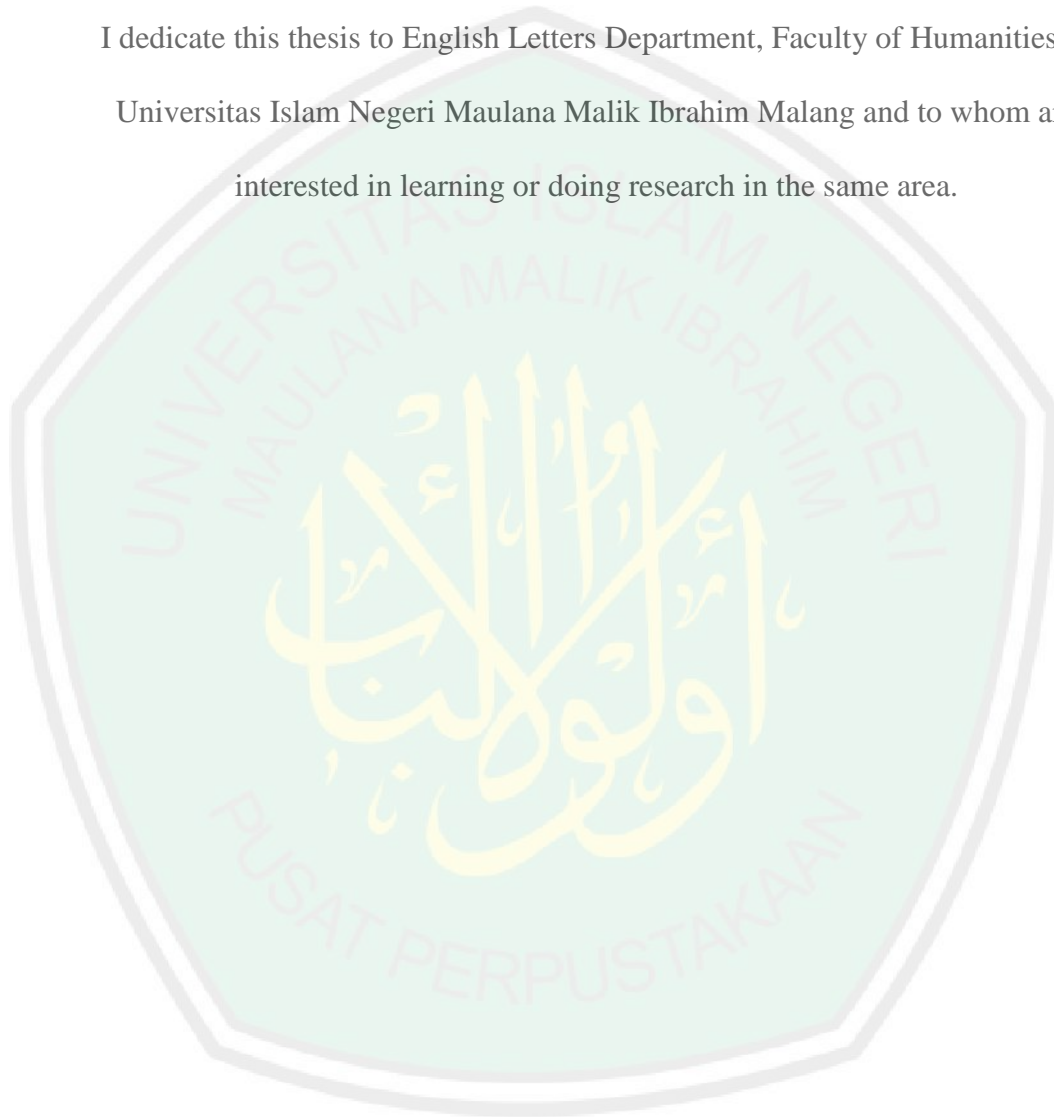 I dedicate this thesis to English Letters Department, Faculty of Humanities
Universitas Islam Negeri Maulana Malik Ibrahim Malang and to whom
interested in learning or doing research in the same area.
UNIVERSITAS ISLAM NEGERI
MAULANA MALIK IBRAHIM
أولو الألباب
PUSAT PERPUSTAKAAN